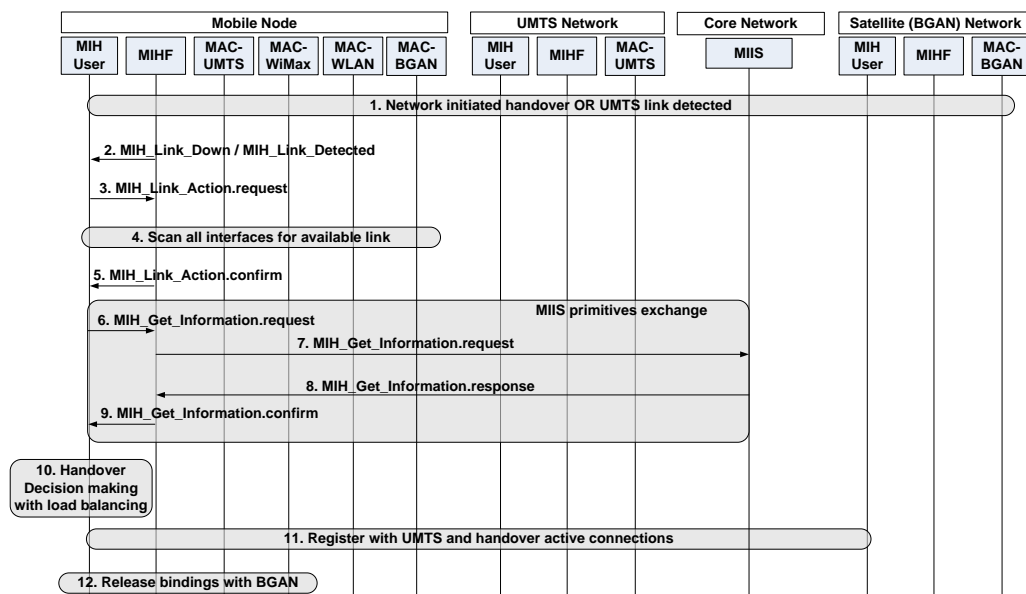 Mobile Node
UMTS Network
Core Network
Satellite (BGAN) Network
MIH
User
MIHF
MAC-
UMTS
MAC-
WiMax
MAC-
WLAN
MAC-
BGAN
MIH
User
MIHF
MAC-
UMTS
MIIS
MIH
User
MIHF
MAC-
BGAN
1. Network initiated handover OR UMTS link detected
2. MIH_Link_Down / MIH_Link_Detected
3. MIH_Link_Action.request
4. Scan all interfaces for available link
5. MIH_Link_Action.confirm
MIIS primitives exchange
6. MIH_Get_Information.request
7. MIH_Get_Information.request
8. MIH_Get_Information.response
9. MIH_Get_Information.confirm
10. Handover
Decision making
with load balancing
11. Register with UMTS and handover active connections
12. Release bindings with BGAN